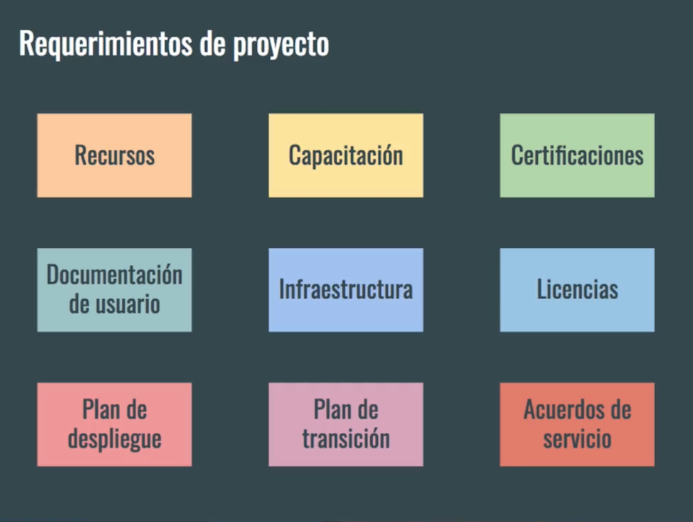 Requerimientos de proyecto
Recursos
Capacitación
Certificaciones
Documentación
de usuario
Infraestructura
Licencias
Plan de
despliegue
Plan de
transición
Acuerdos de
servicio